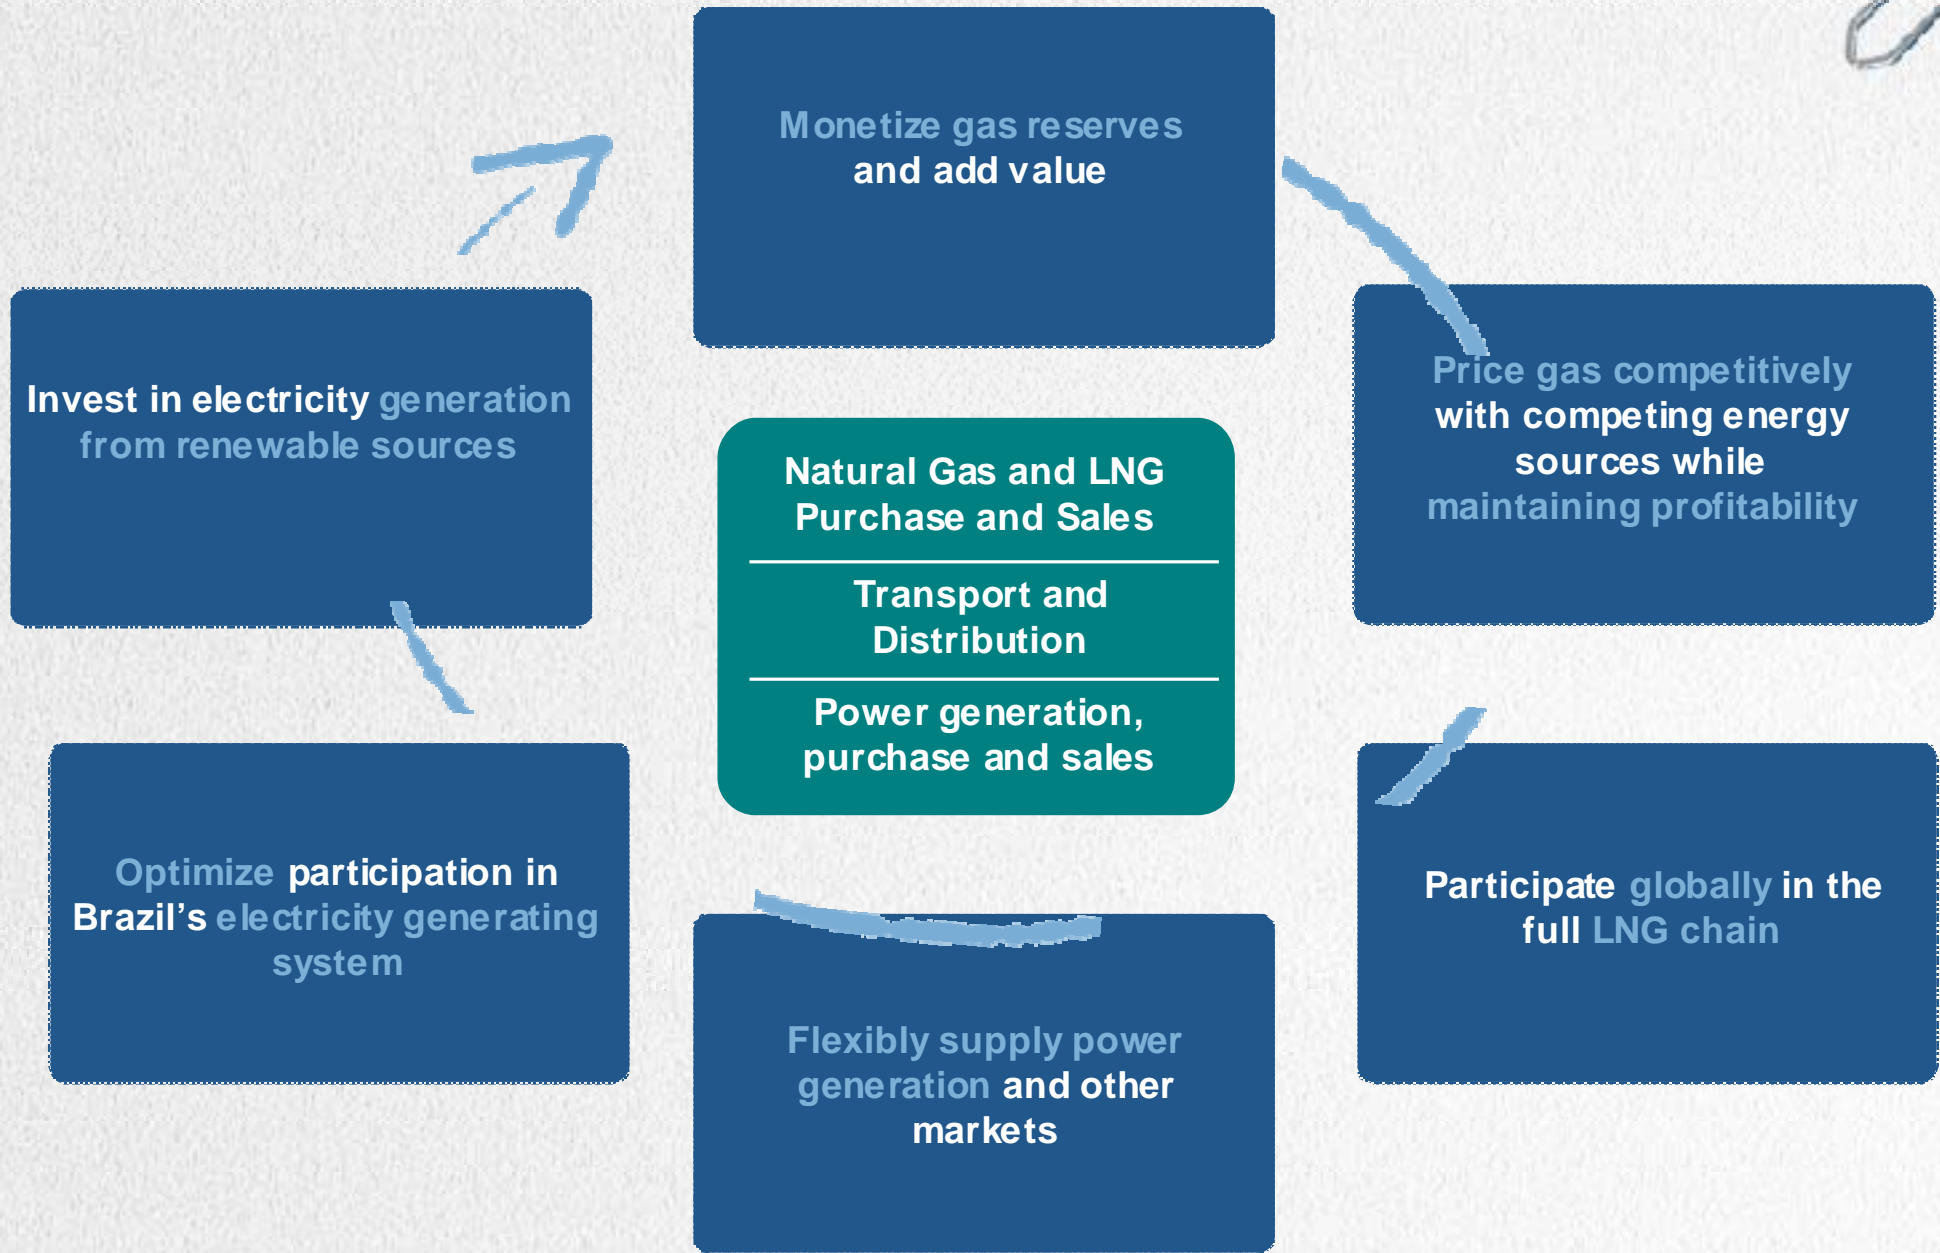 Monetize gas reserves
and add value
Invest in electricity generation
from renewable sources
Price gas competitively
with competing energy
sources while
maintaining profitability
Natural Gas and LNG
Purchase and Sales
Transport and
Distribution
Power generation,
purchase and sales
Optimize participation in
Brazil’s electricity generating
system
Participate globally in the
full LNG chain
Flexibly supply power
generation and other
markets